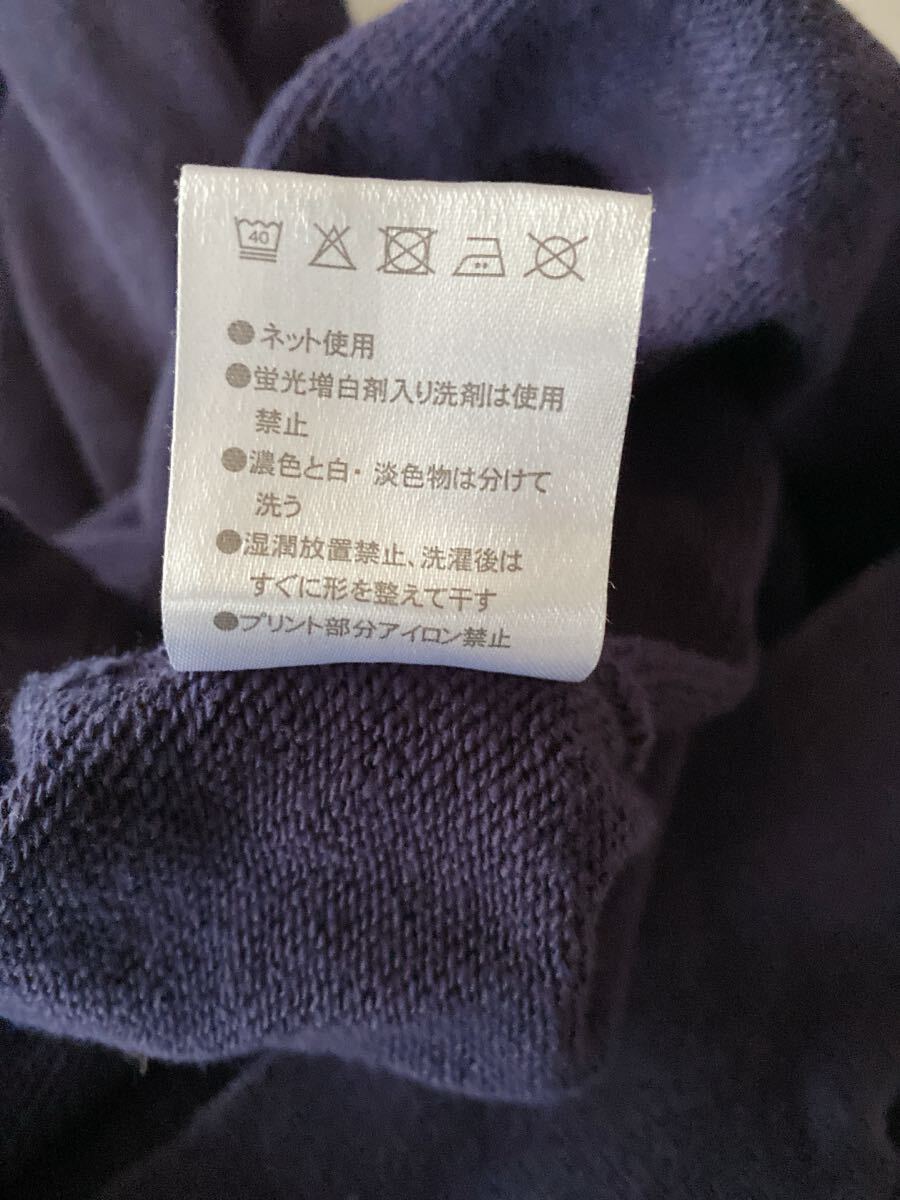 40
●ネット使用
●蛍光増白剤入り洗剤は使用
禁止
●濃色と白・淡色物は分けて
洗う
●湿潤放置禁止、洗濯後は
すぐに形を整えて干す
●プリント部分アイロン禁止